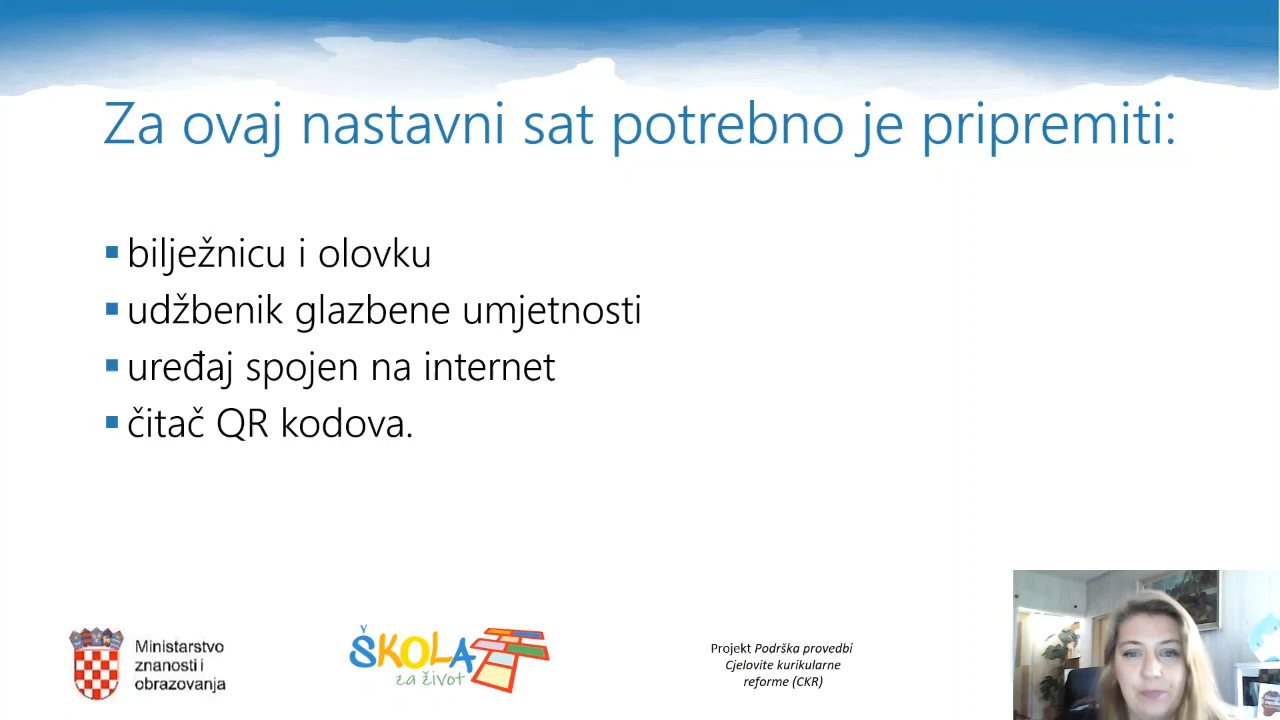 Za ovaj nastavni sat potrebno je pripremiti:
bilježnicu i olovku
udžbenik glazbene umjetnosti
uređaj spojen na internet
čitač QR kodova.
Ministarstvo
znanosti i
obrazovanja
ŠKOLA
za život
Projekt Podrška provedbi
Cjelovite kurikularne
reforme (CKR)